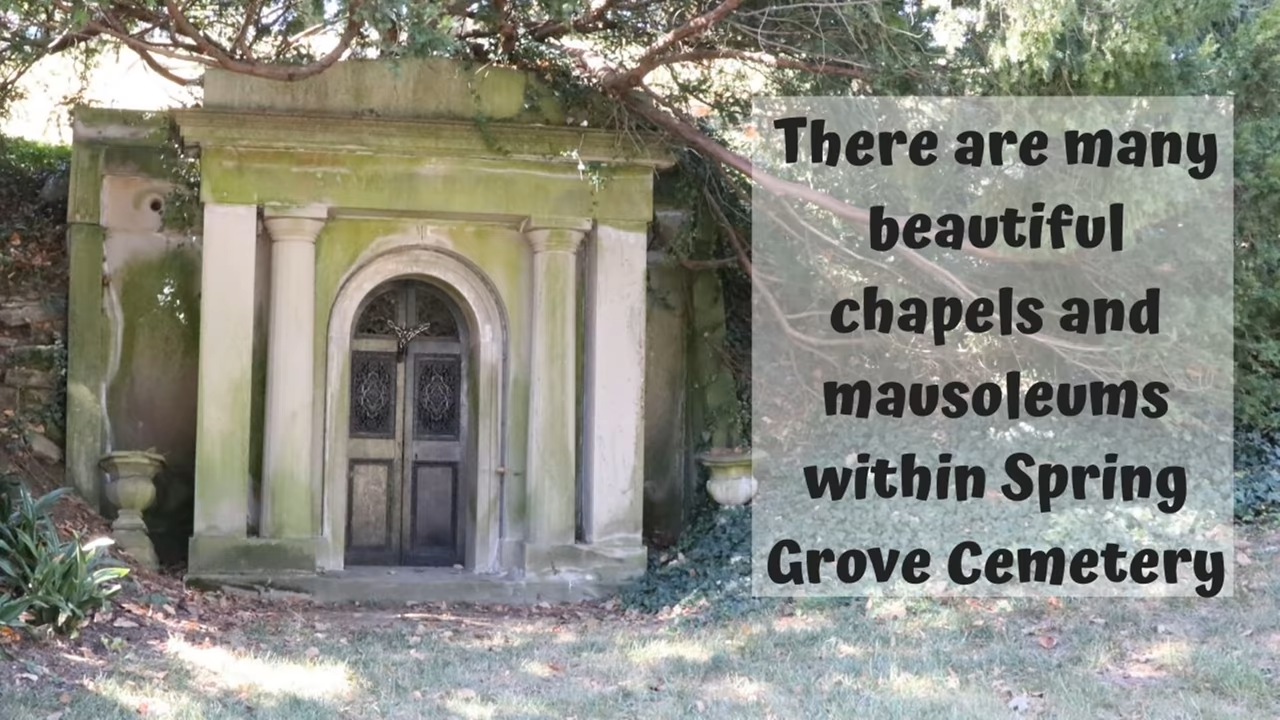 There are many
beautiful
chapels and
mausoleums
within Spring
Grove Cemetery